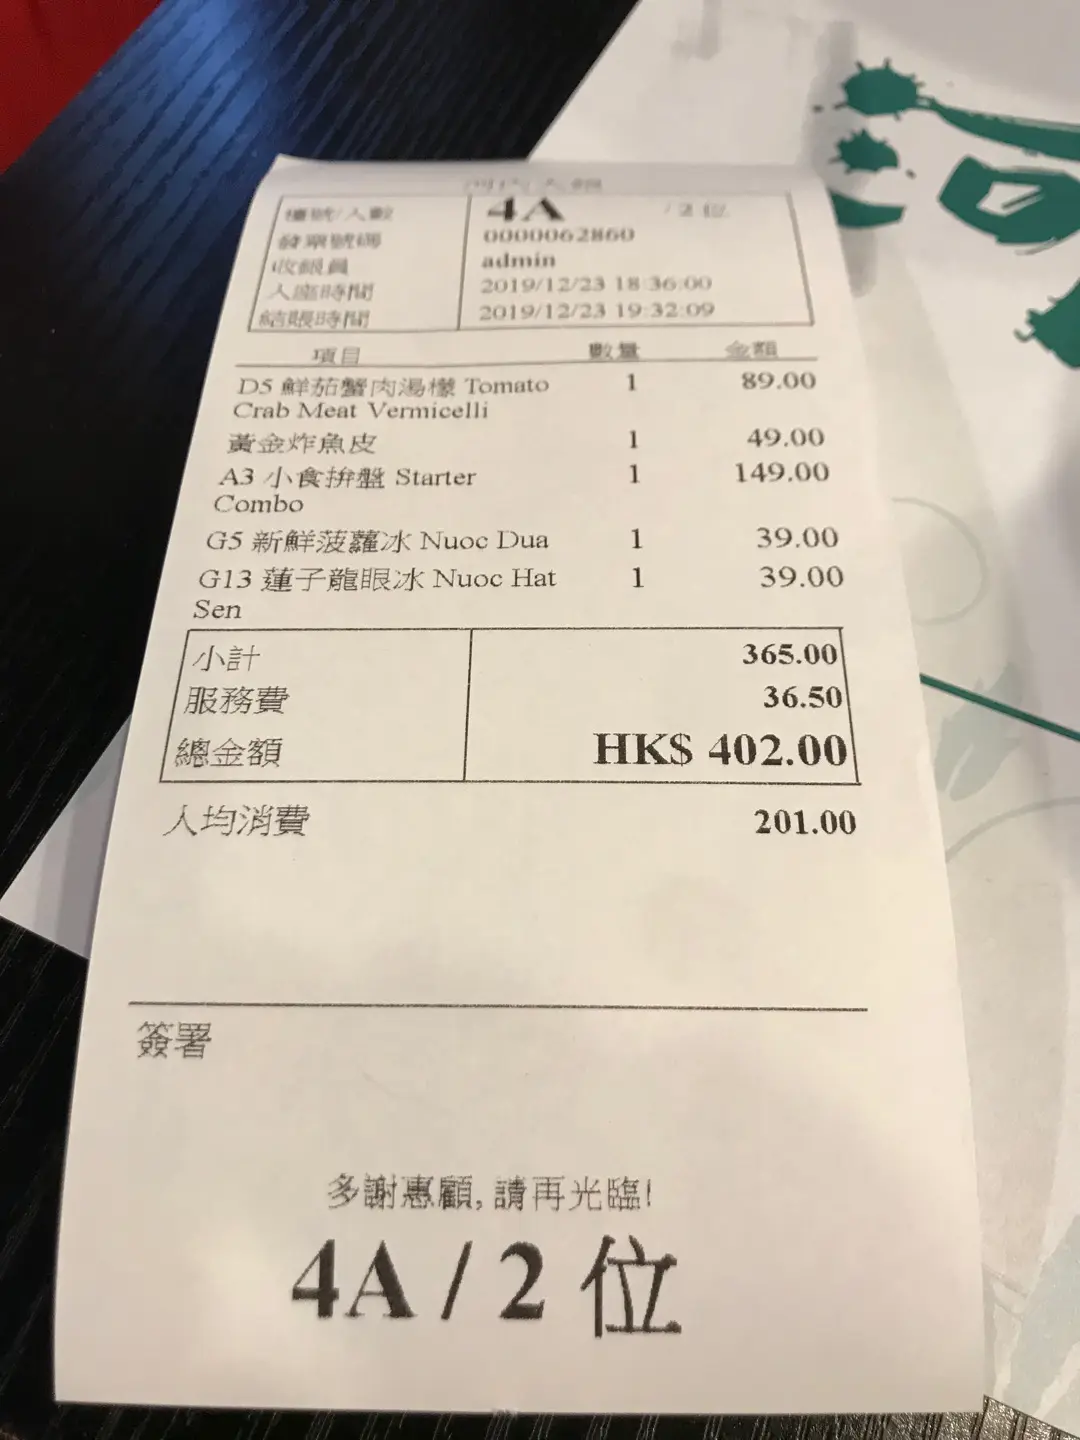 檯號/人數 4A / 2 位
發票號碼 0000062860
收銀員 admin
入座時間 2019/12/23 18:36:00
結賬時間 2019/12/23 19:32:09
項目 數量 金額
D5 鮮茄蟹肉湯檬 Tomato 1 89.00
Crab Meat Vermicelli
黃金炸魚皮 1 49.00
A3 小食拼盤 Starter 1 149.00
Combo
G5 新鮮菠蘿冰 Nuoc Dua 1 39.00
G13 蓮子龍眼冰 Nuoc Hat 1 39.00
Sen
小計 365.00
服務費 36.50
總金額 HK$ 402.00
人均消費 201.00
簽署
多謝惠顧, 請再光臨!
4A / 2 位